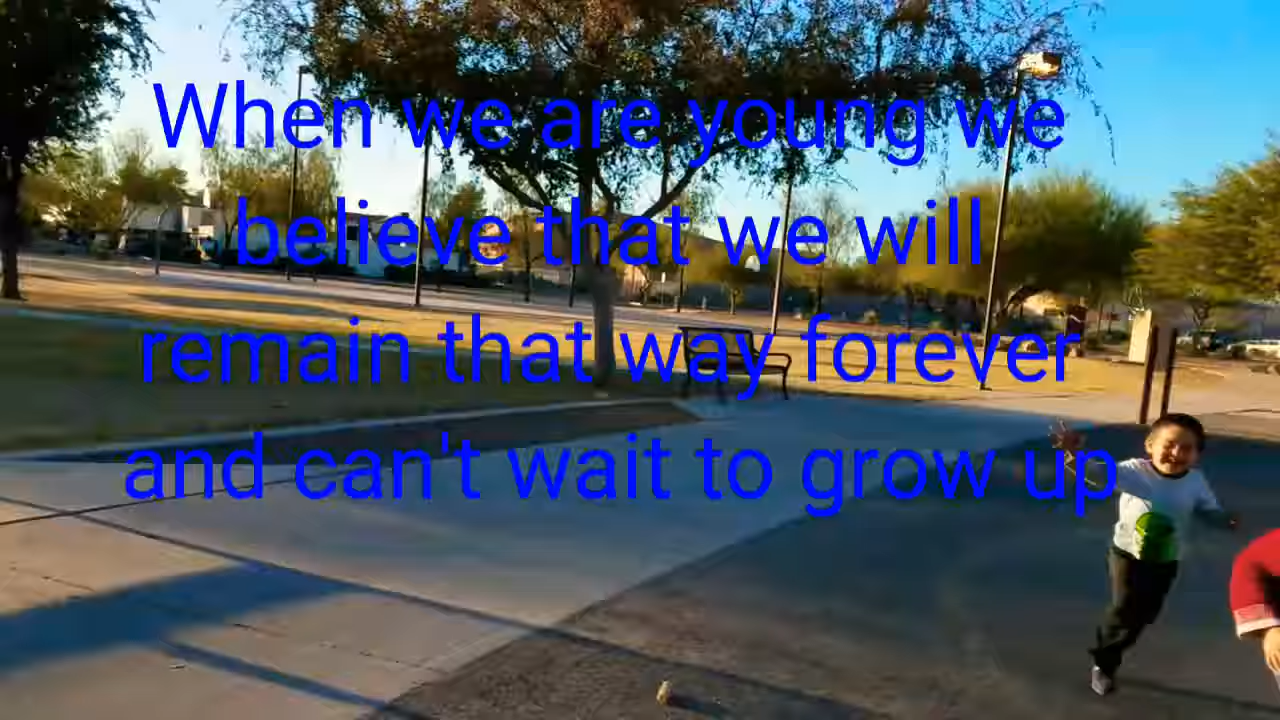 When we are young we
believe that we will
remain that way forever
and can't wait to grow up